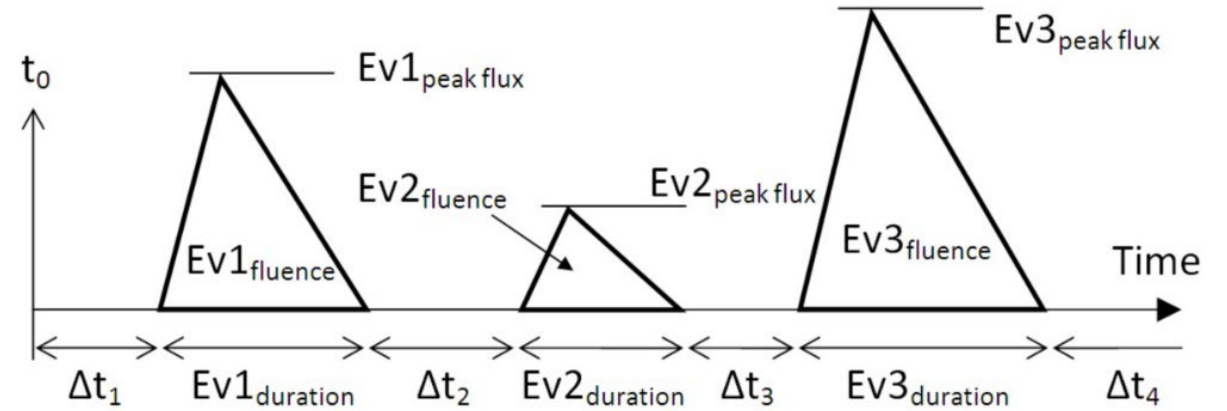 t₀
Ev1peak flux
Ev3peak flux
Ev2fluence
Ev2peak flux
Ev1fluence
Ev3fluence
Time
Δt₁
Ev1duration
Δt₂
Ev2duration
Δt₃
Ev3duration
Δt₄